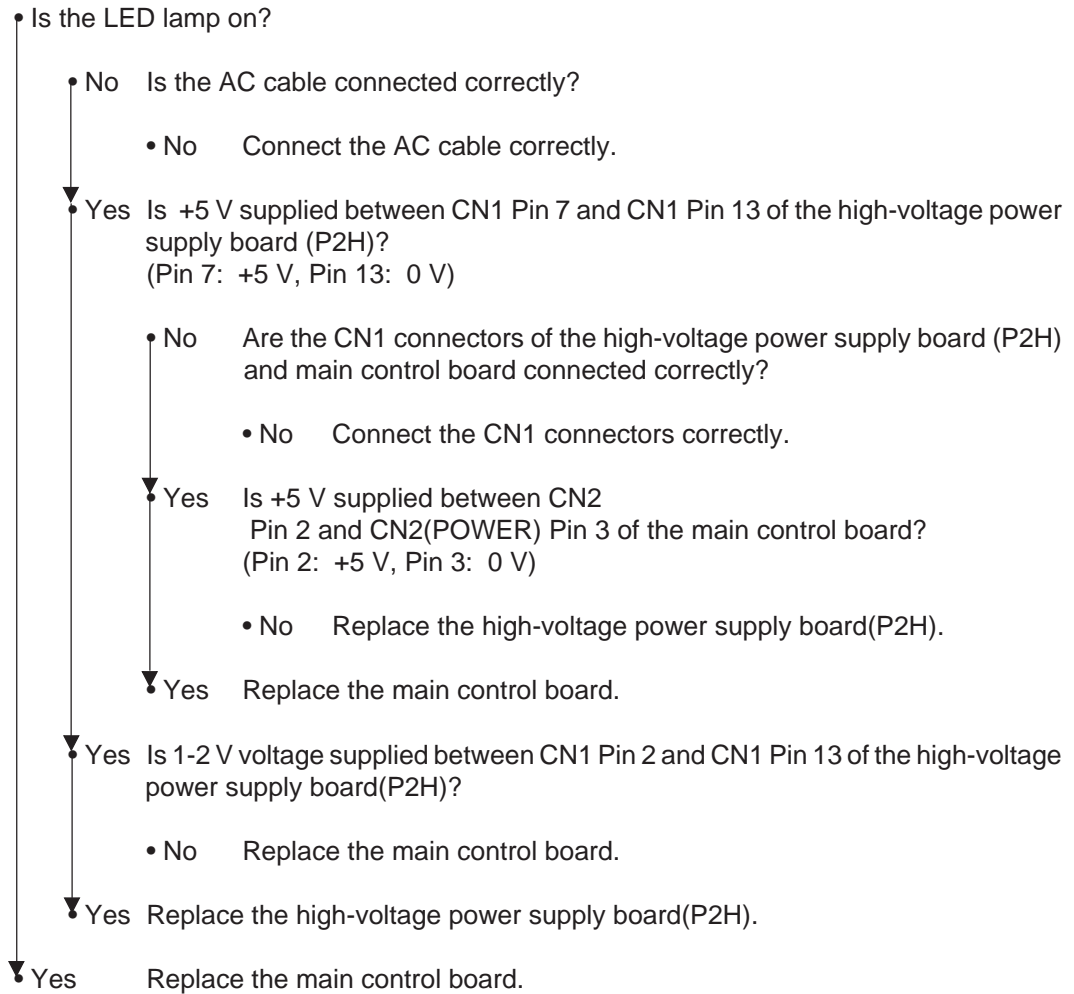 • Is the LED lamp on?
• No Is the AC cable connected correctly?
• No Connect the AC cable correctly.
• Yes Is +5 V supplied between CN1 Pin 7 and CN1 Pin 13 of the high-voltage power
supply board (P2H)?
(Pin 7: +5 V, Pin 13: 0 V)
• No Are the CN1 connectors of the high-voltage power supply board (P2H)
and main control board connected correctly?
• No Connect the CN1 connectors correctly.
• Yes Is +5 V supplied between CN2
Pin 2 and CN2(POWER) Pin 3 of the main control board?
(Pin 2: +5 V, Pin 3: 0 V)
• No Replace the high-voltage power supply board(P2H).
• Yes Replace the main control board.
• Yes Is 1-2 V voltage supplied between CN1 Pin 2 and CN1 Pin 13 of the high-voltage
power supply board(P2H)?
• No Replace the main control board.
• Yes Replace the high-voltage power supply board(P2H).
• Yes Replace the main control board.